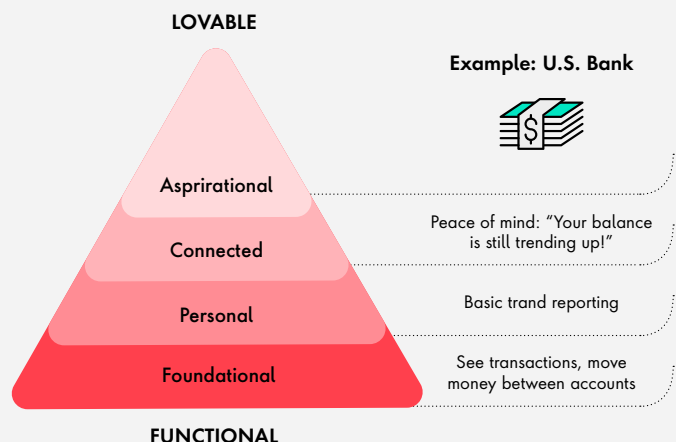 LOVABLE
Example: U.S. Bank
$
Asprirational
Peace of mind: “Your balance
is still trending up!”
Connected
Basic trand reporting
Personal
See transactions, move
money between accounts
Foundational
FUNCTIONAL